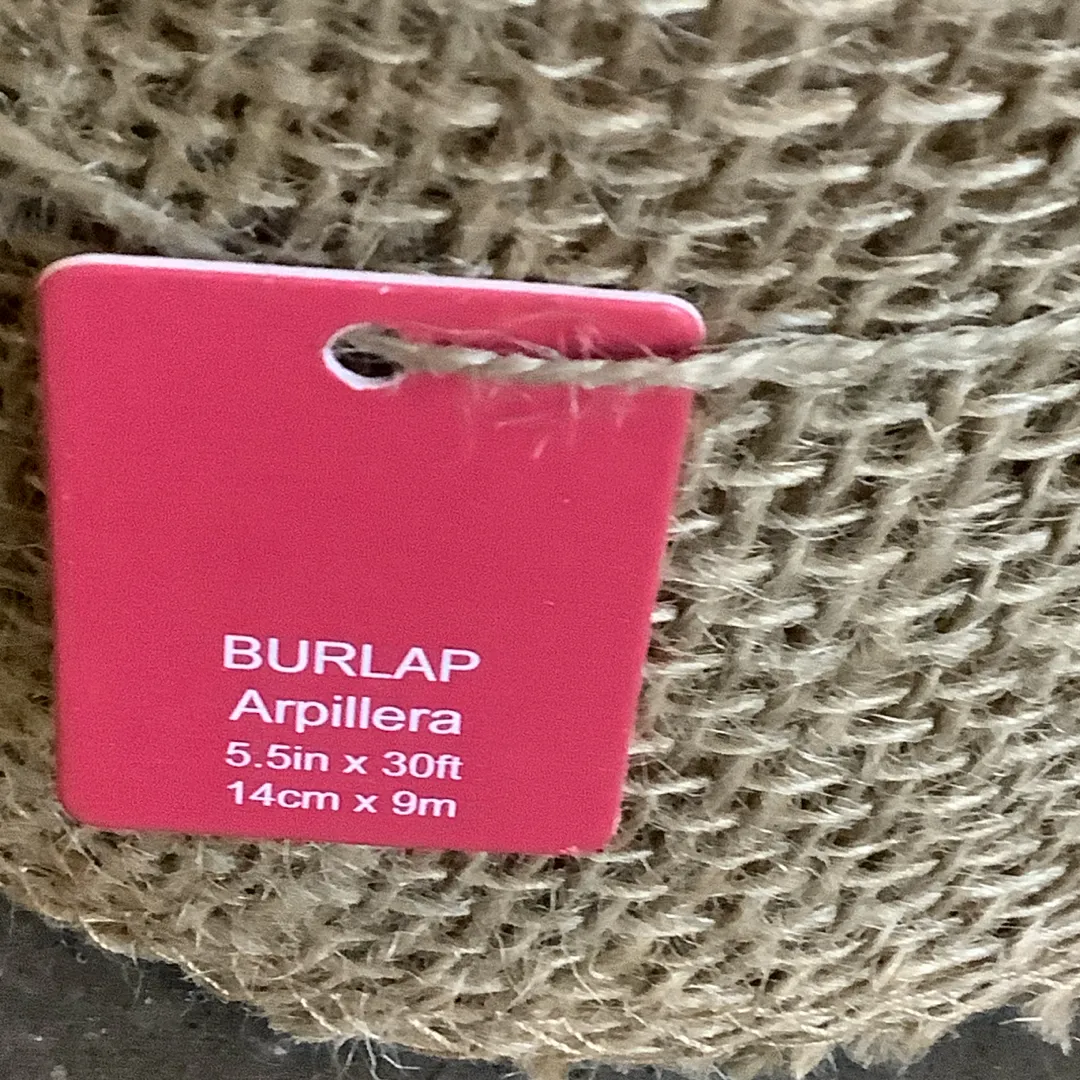 BURLAP
Arpillera
5.5in x 30ft
14cm x 9m